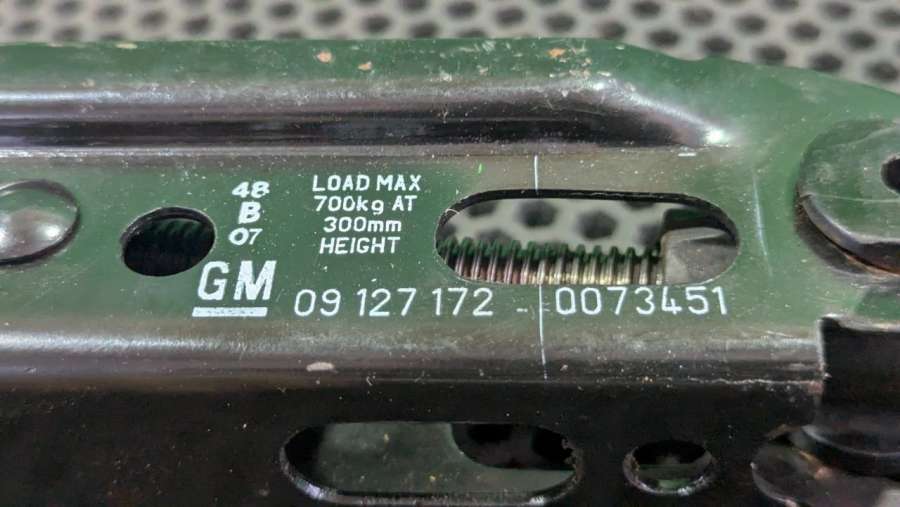 48
B
07
LOAD MAX
700kg AT
300mm
HEIGHT
GM
09 127 172 - 0073451